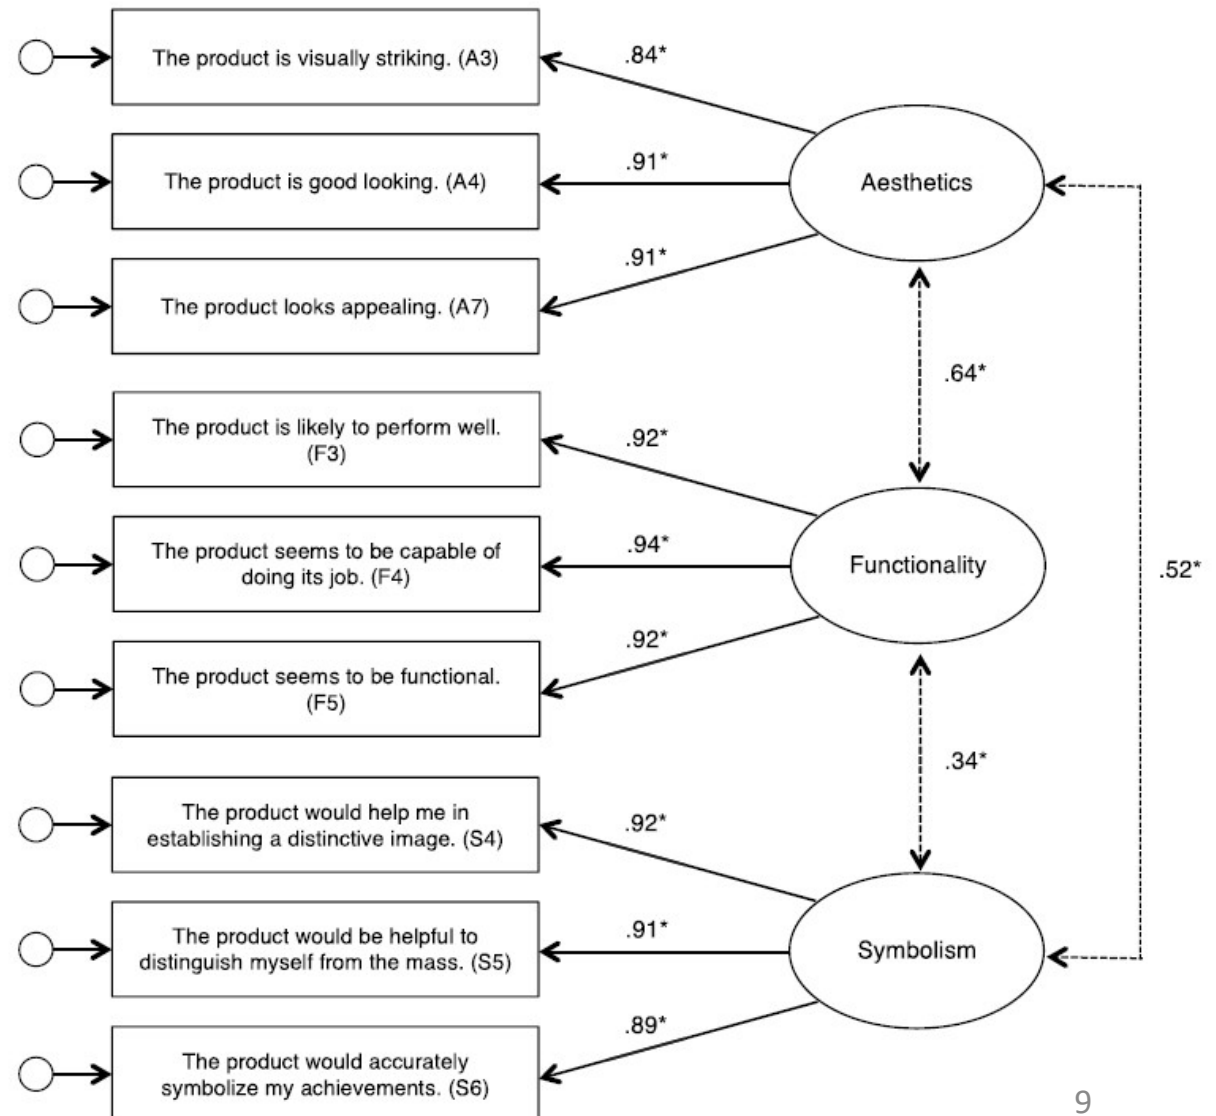 The product is visually striking. (A3)
.84*
The product is good looking. (A4)
.91*
Aesthetics
The product looks appealing. (A7)
.91*
.64*
The product is likely to perform well.
(F3)
.92*
The product seems to be capable of
doing its job. (F4)
.94*
Functionality
.52*
The product seems to be functional.
(F5)
.92*
.34*
The product would help me in
establishing a distinctive image. (S4)
.92*
The product would be helpful to
distinguish myself from the mass. (S5)
.91*
Symbolism
The product would accurately
symbolize my achievements. (S6)
.89*
9